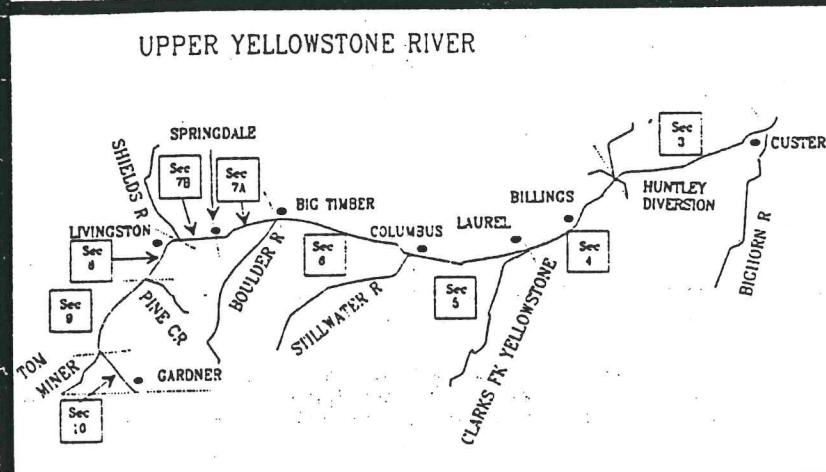 UPPER YELLOWSTONE RIVER
SPRINGDALE
SHIELDS R
Sec
7B
Sec
7A
Sec
3
CUSTER
LIVINGSTON
BIG TIMBER
BILLINGS
HUNTLEY
DIVERSION
COLUMBUS
LAUREL
Sec
8
BOULDER R
Sec
6
Sec
4
BIGHORN R
Sec
9
PINE CR
STILLWATER R
Sec
5
CLARKS FK YELLOWSTONE
TOM
MINER
GARDNER
Sec
10